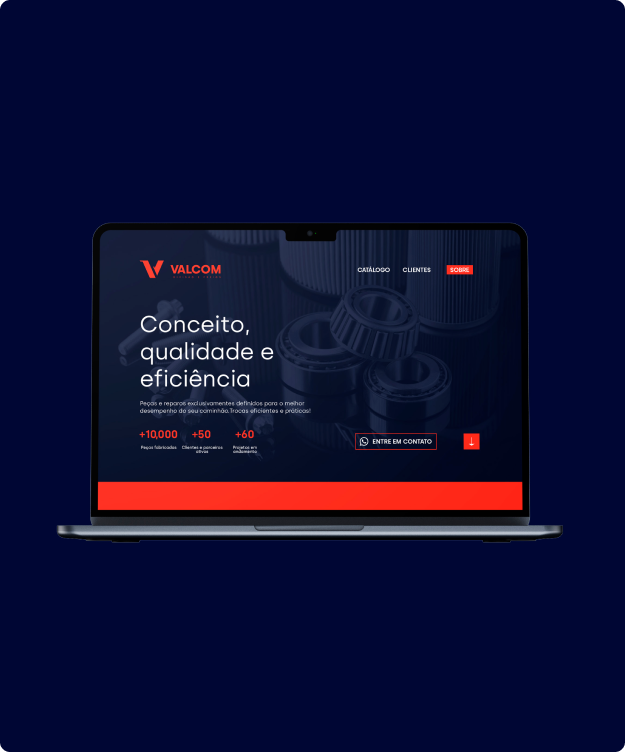 VALCOM
CATÁLOGO CLIENTES SOBRE
Conceito,
qualidade e
eficiência
Peças e reparos exclusivamentes definidos para o melhor
desempenho do seu caminhão. Trocas eficientes e práticas!
+10,000 +50 +60
Peças fabricadas Clientes e parceiros Projetos em
ativos andamento
ENTRE EM CONTATO